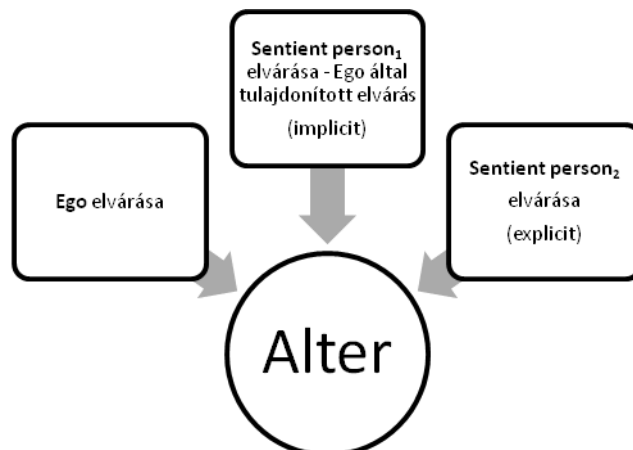 Sentient person₁
elvárása - Ego által
tulajdonított elvárás
(implicit)
Ego elvárása
Sentient person₂
elvárása
(explicit)
Alter